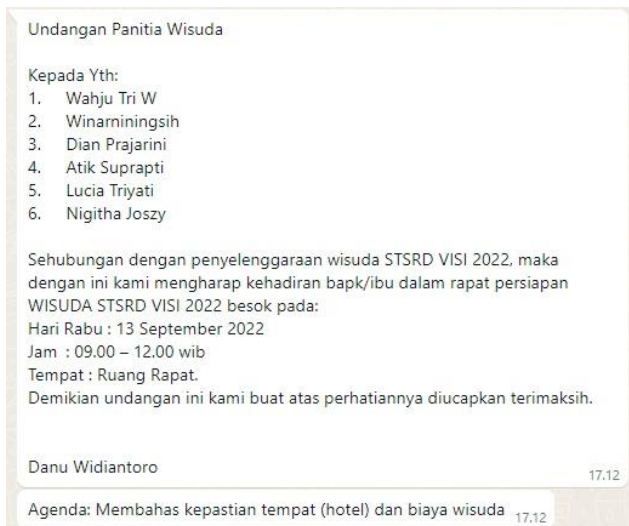 Undangan Panitia Wisuda
Kepada Yth:
1. Wahju Tri W
2. Winarniningsih
3. Dian Prajarini
4. Atik Suprapti
5. Lucia Triyati
6. Nigitha Joszy
Sehubungan dengan penyelenggaraan wisuda STSRD VISI 2022, maka
dengan ini kami mengharap kehadiran bapk/ibu dalam rapat persiapan
WISUDA STSRD VISI 2022 besok pada:
Hari Rabu : 13 September 2022
Jam : 09.00 – 12.00 wib
Tempat : Ruang Rapat.
Demikian undangan ini kami buat atas perhatiannya diucapkan terimaksih.
Danu Widiantoro
17.12
Agenda: Membahas kepastian tempat (hotel) dan biaya wisuda 17.12